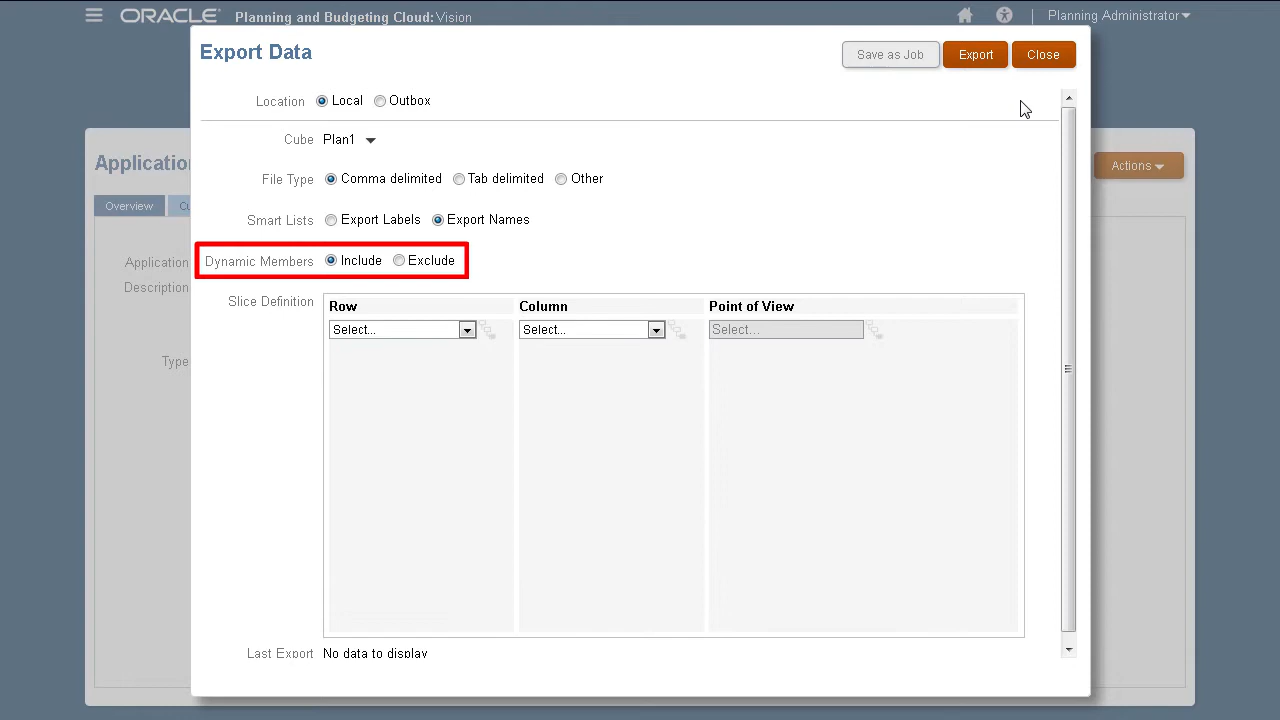 ORACLE Planning and Budgeting Cloud: Vision Planning Administrator
Export Data Save as Job Export Close
Location Local Outbox
Cube Plan1
Application Actions
File Type Comma delimited Tab delimited Other
Overview
Smart Lists Export Labels Export Names
Application Dynamic Members Include Exclude
Description
Slice Definition Row Column Point of View
Select... Select... Select...
Type
Last Export No data to display